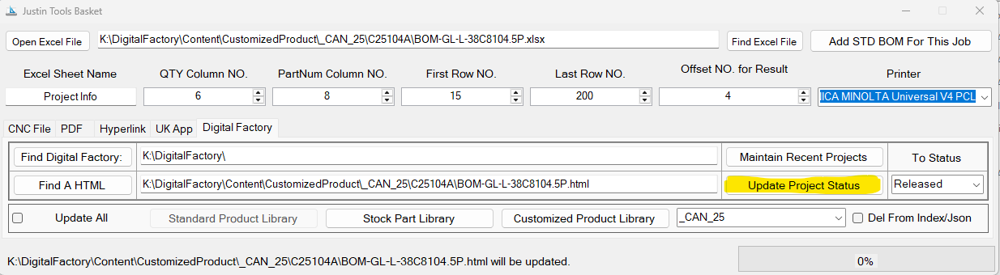 Justin Tools Basket
Open Excel File K:\DigitalFactory\Content\CustomizedProduct\_CAN_25\C25104A\BOM-GL-L-38C8104.5P.xlsx Find Excel File Add STD BOM For This Job
Excel Sheet Name QTY Column NO. PartNum Column NO. First Row NO. Last Row NO. Offset NO. for Result Printer
Project Info 6 8 15 200 4 IICA MINOLTA Universal V4 PCL
CNC File PDF Hyperlink UK App Digital Factory
Find Digital Factory: K:\DigitalFactory\ Maintain Recent Projects To Status
Find A HTML K:\DigitalFactory\Content\CustomizedProduct\_CAN_25\C25104A\BOM-GL-L-38C8104.5P.html Update Project Status Released
Update All Standard Product Library Stock Part Library Customized Product Library _CAN_25 Del From Index/Json
K:\DigitalFactory\Content\CustomizedProduct\_CAN_25\C25104A\BOM-GL-L-38C8104.5P.html will be updated. 0%